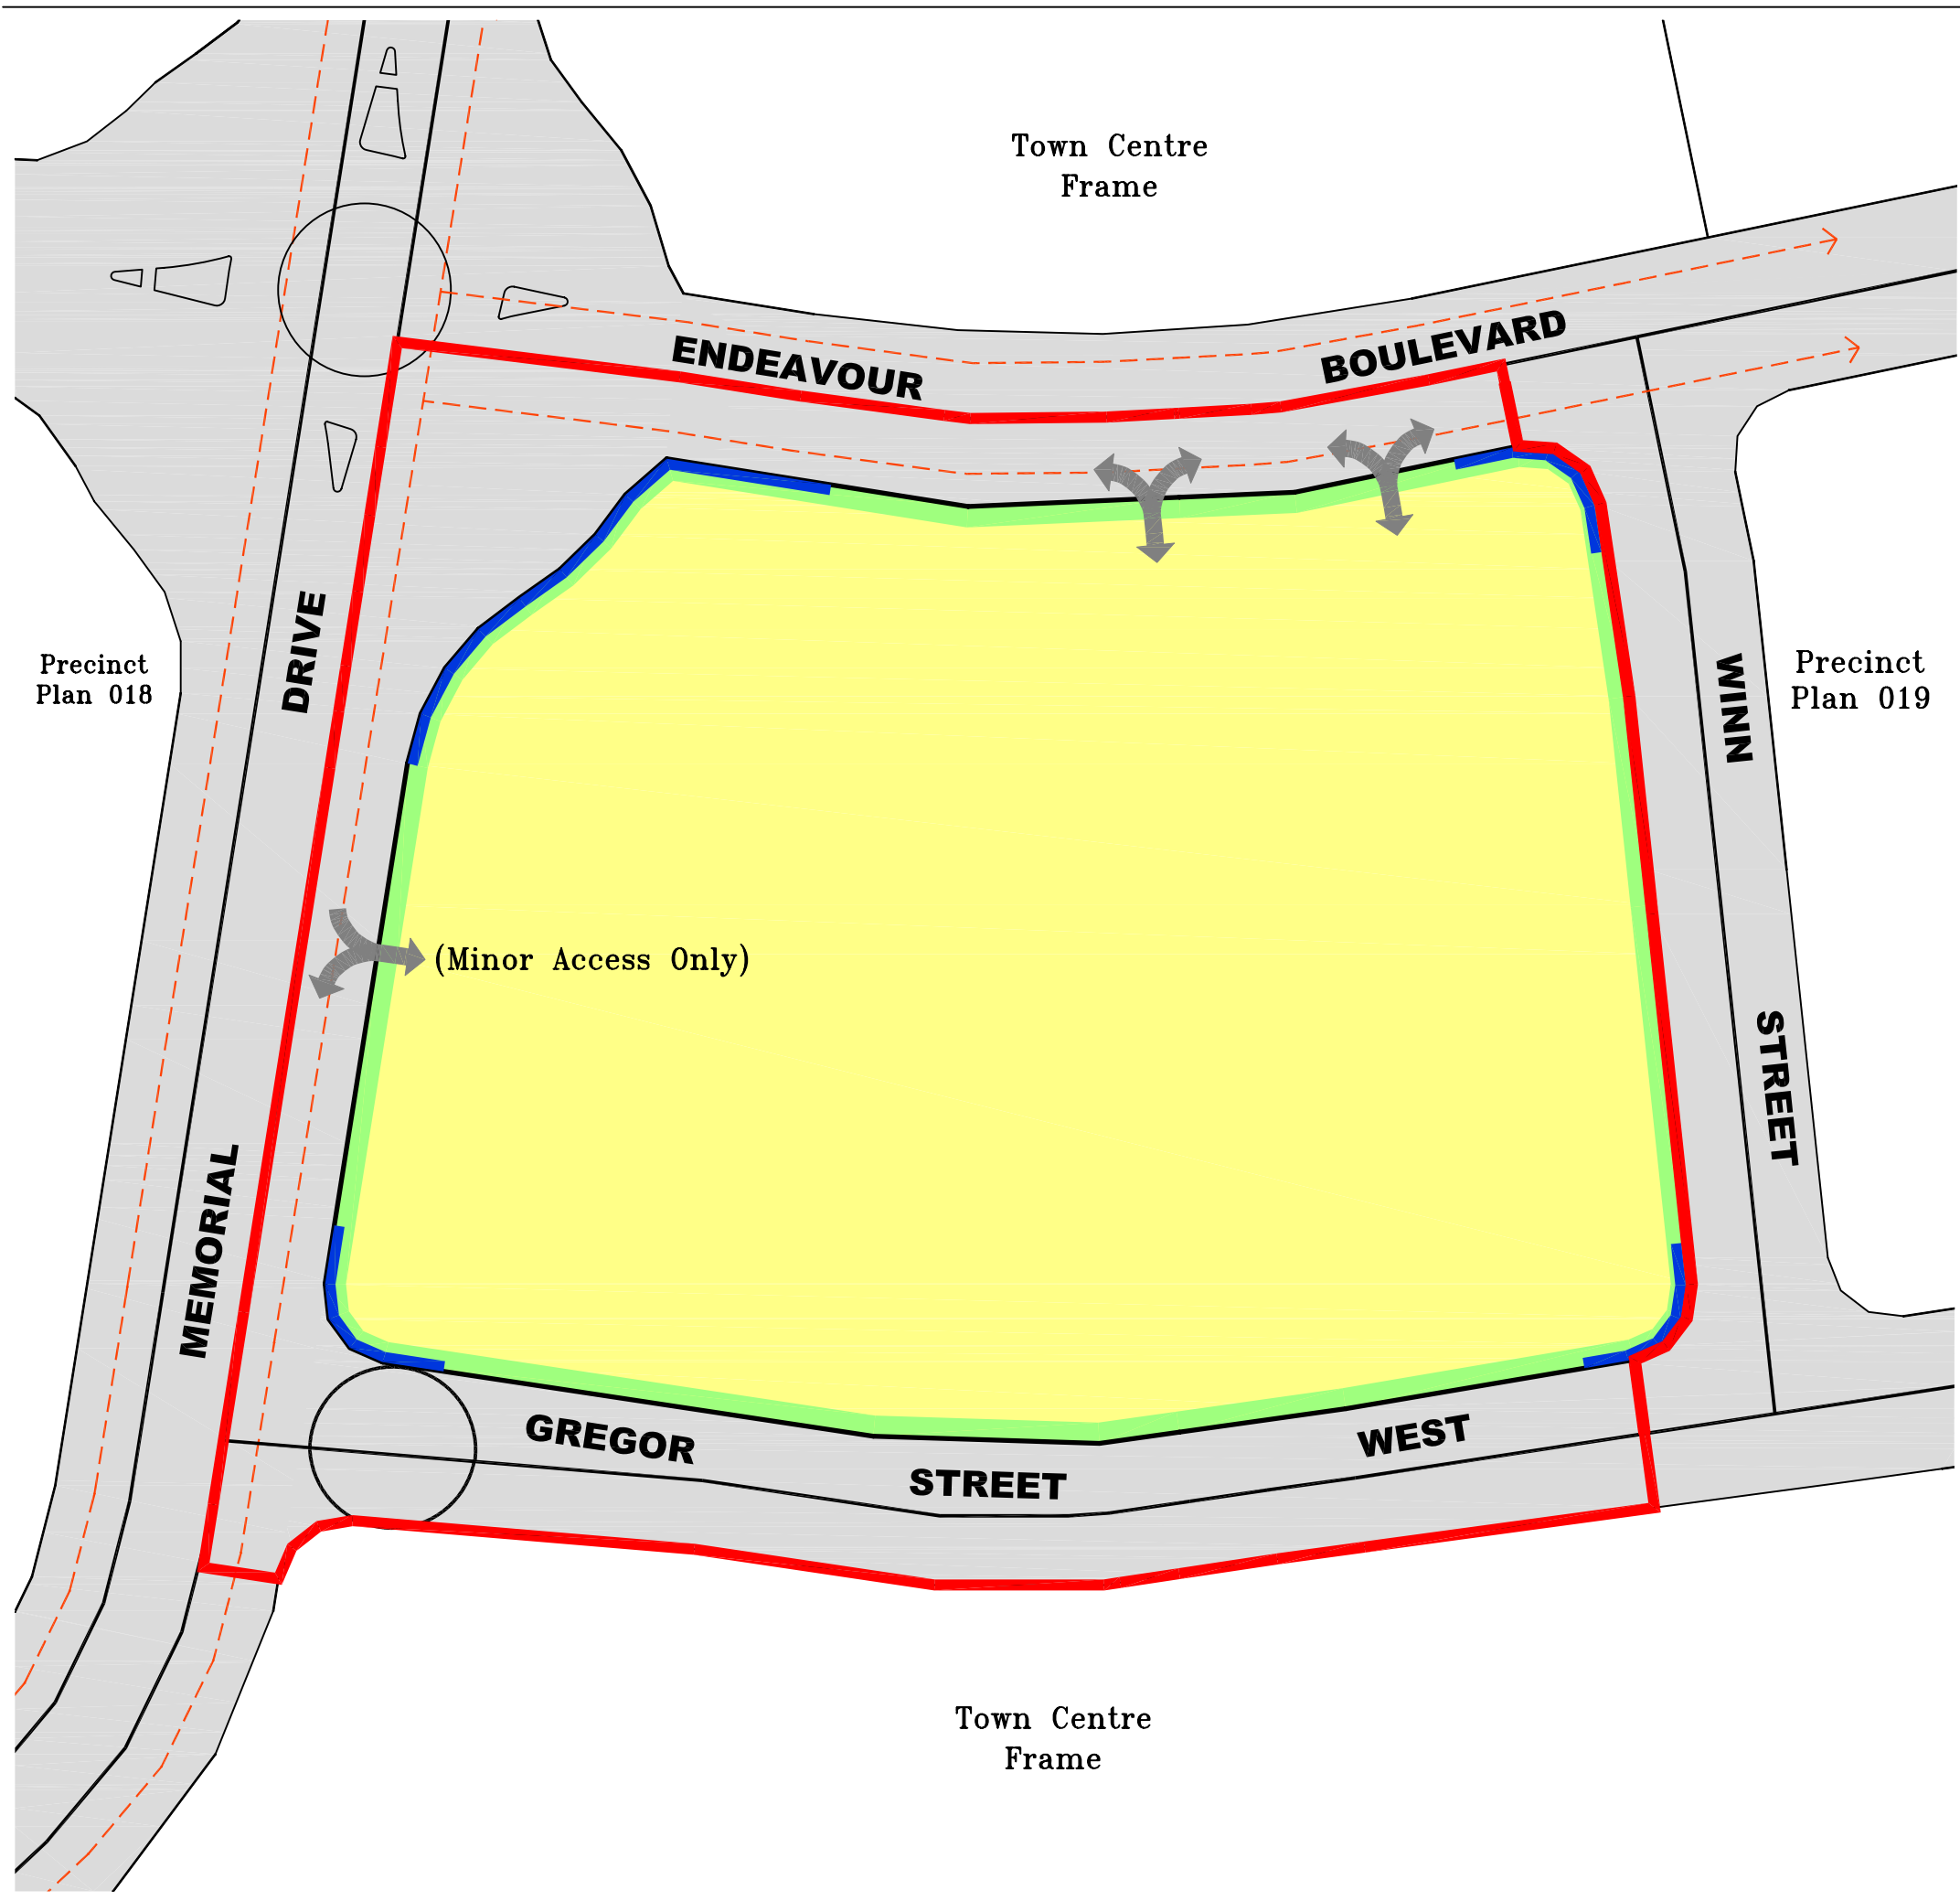 Town Centre
Frame
ENDEAVOUR
BOULEVARD
Precinct
Plan 018
DRIVE
WINN
Precinct
Plan 019
(Minor Access Only)
STREET
MEMORIAL
GREGOR
STREET
WEST
Town Centre
Frame